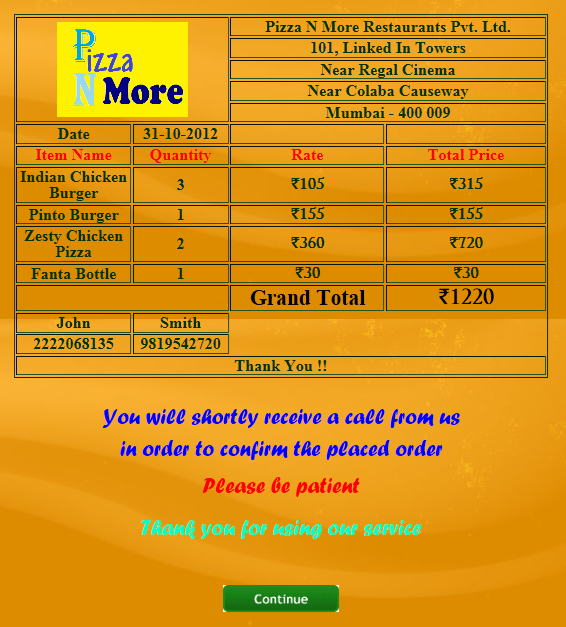 Pizza
N More
Pizza N More Restaurants Pvt. Ltd.
101, Linked In Towers
Near Regal Cinema
Near Colaba Causeway
Mumbai - 400 009
Date 31-10-2012
Item Name Quantity Rate Total Price
Indian Chicken
Burger 3 ₹105 ₹315
Pinto Burger 1 ₹155 ₹155
Zesty Chicken
Pizza 2 ₹360 ₹720
Fanta Bottle 1 ₹30 ₹30
Grand Total ₹1220
John Smith
2222068135 9819542720
Thank You !!
You will shortly receive a call from us
in order to confirm the placed order
Please be patient
Thank you for using our service
Continue